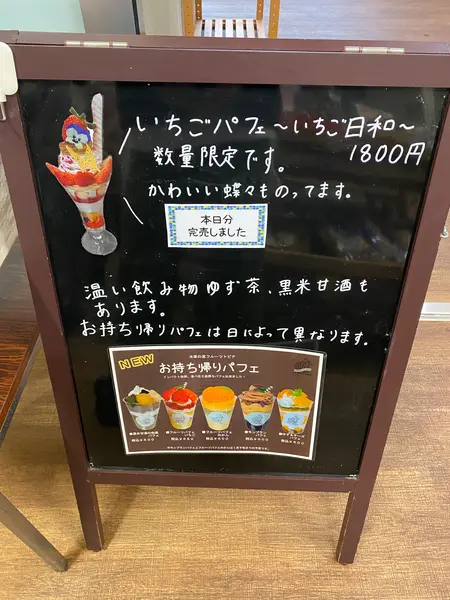 いちごパフェ～いちご日和～
数量限定です。 1800円
かわいい蝶々ものってます。
本日分
完売しました
温い飲み物ゆず茶、黒米甘酒も
あります。
お持ち帰りパフェは日によって異なります。
NEW
お持ち帰りパフェ